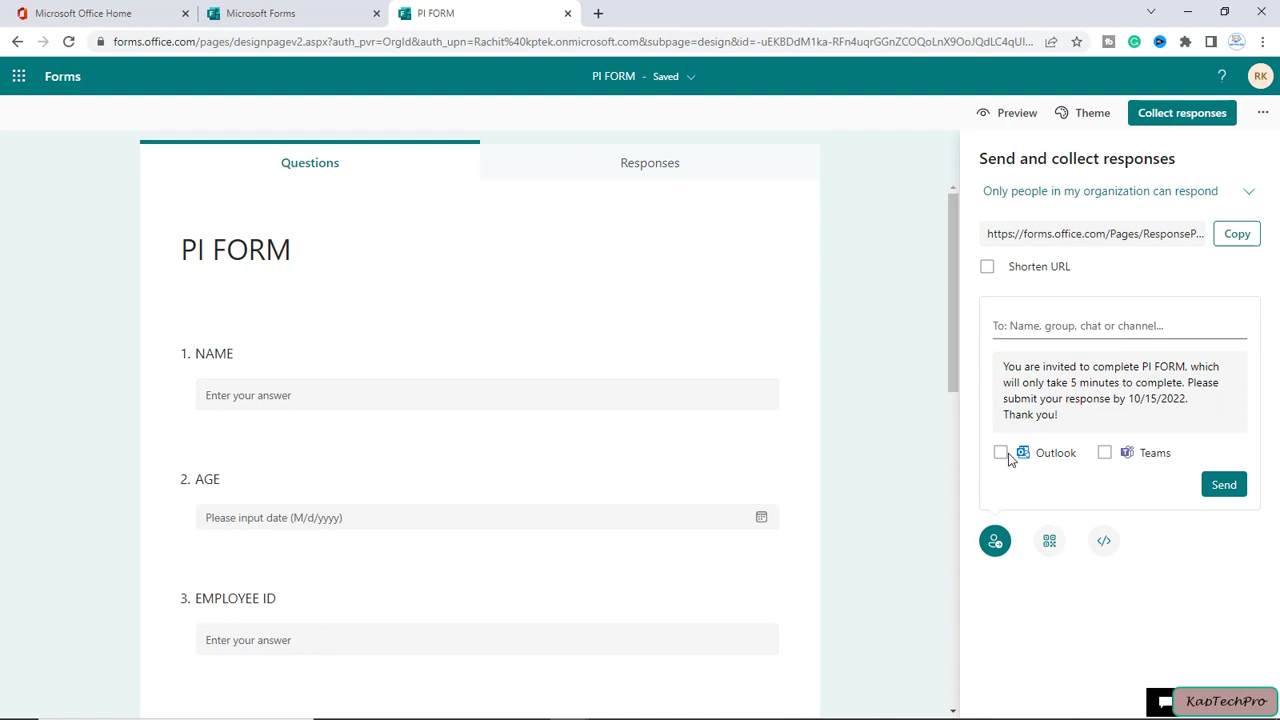 Microsoft Office Home
Microsoft Forms
PI FORM
forms.office.com/pages/designpagev2.aspx?auth_pvr=OrgId&auth_upn=Rachit%40kptek.onmicrosoft.com&subpage=design&id=-uEKBDdM1ka-RFn4uqrGGnZCOQoLnX9OoJQdLC4qUI...
Forms
PI FORM - Saved
?
RK
Preview
Theme
Collect responses
Questions
Responses
Send and collect responses
Only people in my organization can respond
https://forms.office.com/Pages/ResponseP...
Copy
Shorten URL
PI FORM
To: Name, group, chat or channel...
1. NAME
Enter your answer
You are invited to complete PI FORM, which
will only take 5 minutes to complete. Please
submit your response by 10/15/2022.
Thank you!
Outlook
Teams
Send
2. AGE
Please input date (M/d/yyyy)
3. EMPLOYEE ID
Enter your answer
KapTechPro